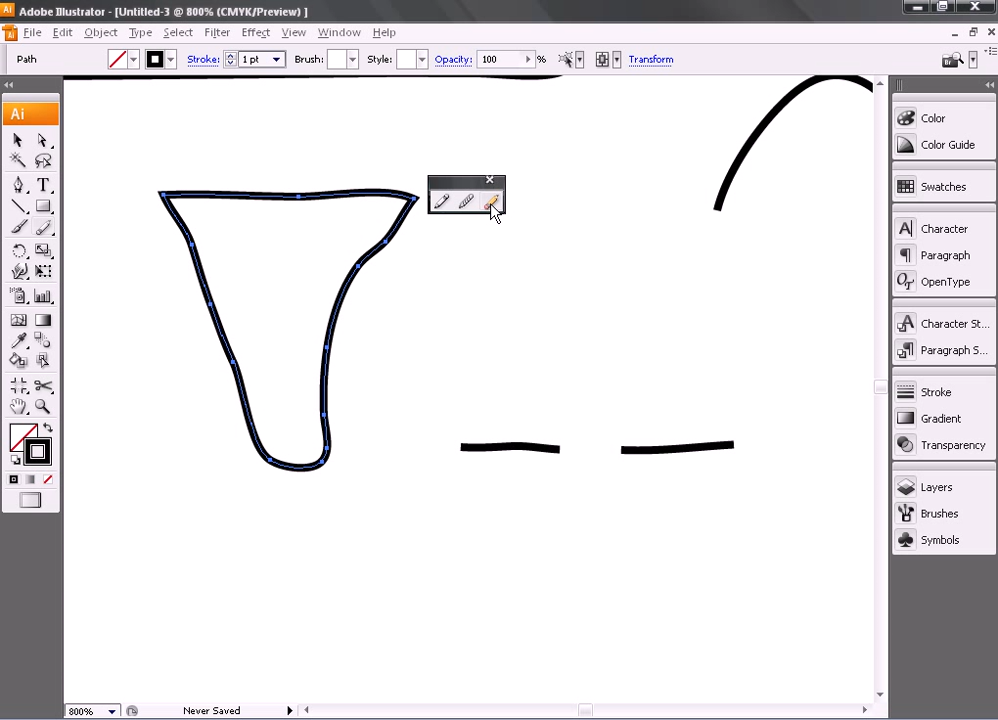 Ai Adobe Illustrator - [Untitled-3 @ 800% (CMYK/Preview) ]
File Edit Object Type Select Filter Effect View Window Help
Path Stroke: 1 pt Brush: Style: Opacity: 100 % Transform
Ai
Color
Color Guide
Swatches
Character
Paragraph
OpenType
Character St...
Paragraph S...
Stroke
Gradient
Transparency
Layers
Brushes
Symbols
800% Never Saved